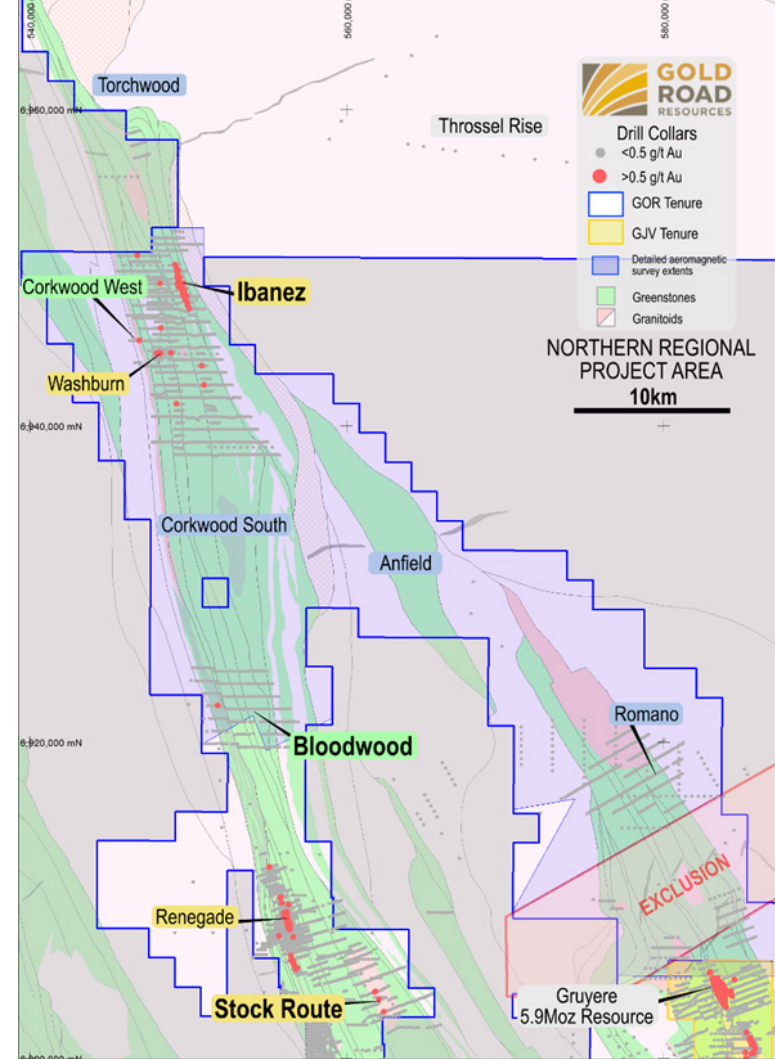 540,000
560,000
580,000
Torchwood
6,960,000 mN
Throssel Rise
GOLD
ROAD
RESOURCES
Drill Collars
<0.5 g/t Au
>0.5 g/t Au
GOR Tenure
GJV Tenure
Detailed aeromagnetic
survey extents
Greenstones
Granitoids
NORTHERN REGIONAL
PROJECT AREA
10km
Corkwood West
Ibanez
Washburn
6,940,000 mN
Corkwood South
Anfield
Romano
6,920,000 mN
Bloodwood
EXCLUSION
Renegade
Stock Route
Gruyere
5.9Moz Resource